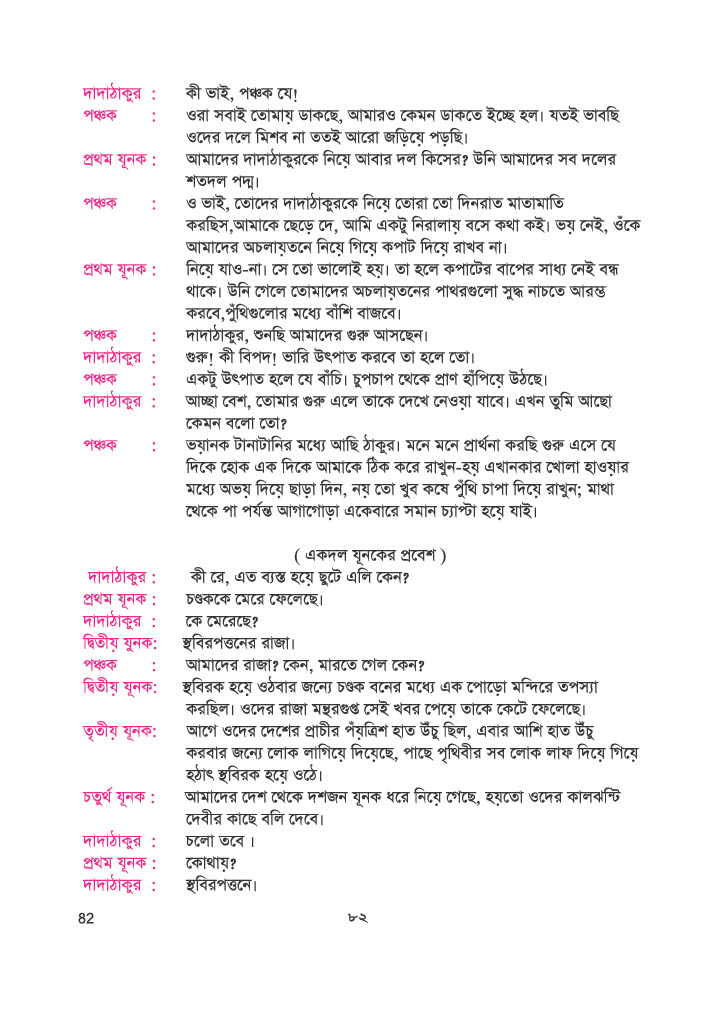 দাদাঠাকুর : কী ভাই, পঞ্চক যে!
পঞ্চক : ওরা সবাই তোমায় ডাকছে, আমারও কেমন ডাকতে ইচ্ছে হল। যতই ভাবছি
ওদের দলে মিশব না ততই আরো জড়িয়ে পড়ছি।
প্রথম যূনক : আমাদের দাদাঠাকুরকে নিয়ে আবার দল কিসের? উনি আমাদের সব দলের
শতদল পদ্ম।
পঞ্চক : ও ভাই, তোদের দাদাঠাকুরকে নিয়ে তোরা তো দিনরাত মাতামাতি
করছিস,আমাকে ছেড়ে দে, আমি একটু নিরালায় বসে কথা কই। ভয় নেই, ওঁকে
আমাদের অচলায়তনে নিয়ে গিয়ে কপাট দিয়ে রাখব না।
প্রথম যূনক : নিয়ে যাও-না। সে তো ভালোই হয়। তা হলে কপাটের বাপের সাধ্য নেই বন্ধ
থাকে। উনি গেলে তোমাদের অচলায়তনের পাথরগুলো সুদ্ধ নাচতে আরম্ভ
করবে,পুঁথিগুলোর মধ্যে বাঁশি বাজবে।
পঞ্চক : দাদাঠাকুর, শুনছি আমাদের গুরু আসছেন।
দাদাঠাকুর : গুরু! কী বিপদ! ভারি উৎপাত করবে তা হলে তো।
পঞ্চক : একটু উৎপাত হলে যে বাঁচি। চুপচাপ থেকে প্রাণ হাঁপিয়ে উঠছে।
দাদাঠাকুর : আচ্ছা বেশ, তোমার গুরু এলে তাকে দেখে নেওয়া যাবে। এখন তুমি আছো
কেমন বলো তো?
পঞ্চক : ভয়ানক টানাটানির মধ্যে আছি ঠাকুর। মনে মনে প্রার্থনা করছি গুরু এসে যে
দিকে হোক এক দিকে আমাকে ঠিক করে রাখুন-হয় এখানকার খোলা হাওয়ার
মধ্যে অভয় দিয়ে ছাড়া দিন, নয় তো খুব কষে পুঁথি চাপা দিয়ে রাখুন; মাথা
থেকে পা পর্যন্ত আগাগোড়া একেবারে সমান চ্যাপ্টা হয়ে যাই।
( একদল যূনকের প্রবেশ )
দাদাঠাকুর : কী রে, এত ব্যস্ত হয়ে ছুটে এলি কেন?
প্রথম যূনক : চণ্ডককে মেরে ফেলেছে।
দাদাঠাকুর : কে মেরেছে?
দ্বিতীয় যুনক: স্থবিরপত্তনের রাজা।
পঞ্চক : আমাদের রাজা? কেন, মারতে গেল কেন?
দ্বিতীয় যূনক: স্থবিরক হয়ে ওঠবার জন্যে চণ্ডক বনের মধ্যে এক পোড়ো মন্দিরে তপস্যা
করছিল। ওদের রাজা মন্থরগুপ্ত সেই খবর পেয়ে তাকে কেটে ফেলেছে।
তৃতীয় যূনক: আগে ওদের দেশের প্রাচীর পঁয়ত্রিশ হাত উঁচু ছিল, এবার আশি হাত উঁচু
করবার জন্যে লোক লাগিয়ে দিয়েছে, পাছে পৃথিবীর সব লোক লাফ দিয়ে গিয়ে
হঠাৎ স্থবিরক হয়ে ওঠে।
চতুর্থ যূনক : আমাদের দেশ থেকে দশজন যূনক ধরে নিয়ে গেছে, হয়তো ওদের কালঝন্টি
দেবীর কাছে বলি দেবে।
দাদাঠাকুর : চলো তবে ।
প্রথম যূনক : কোথায়?
দাদাঠাকুর : স্থবিরপত্তনে।
82 ৮২